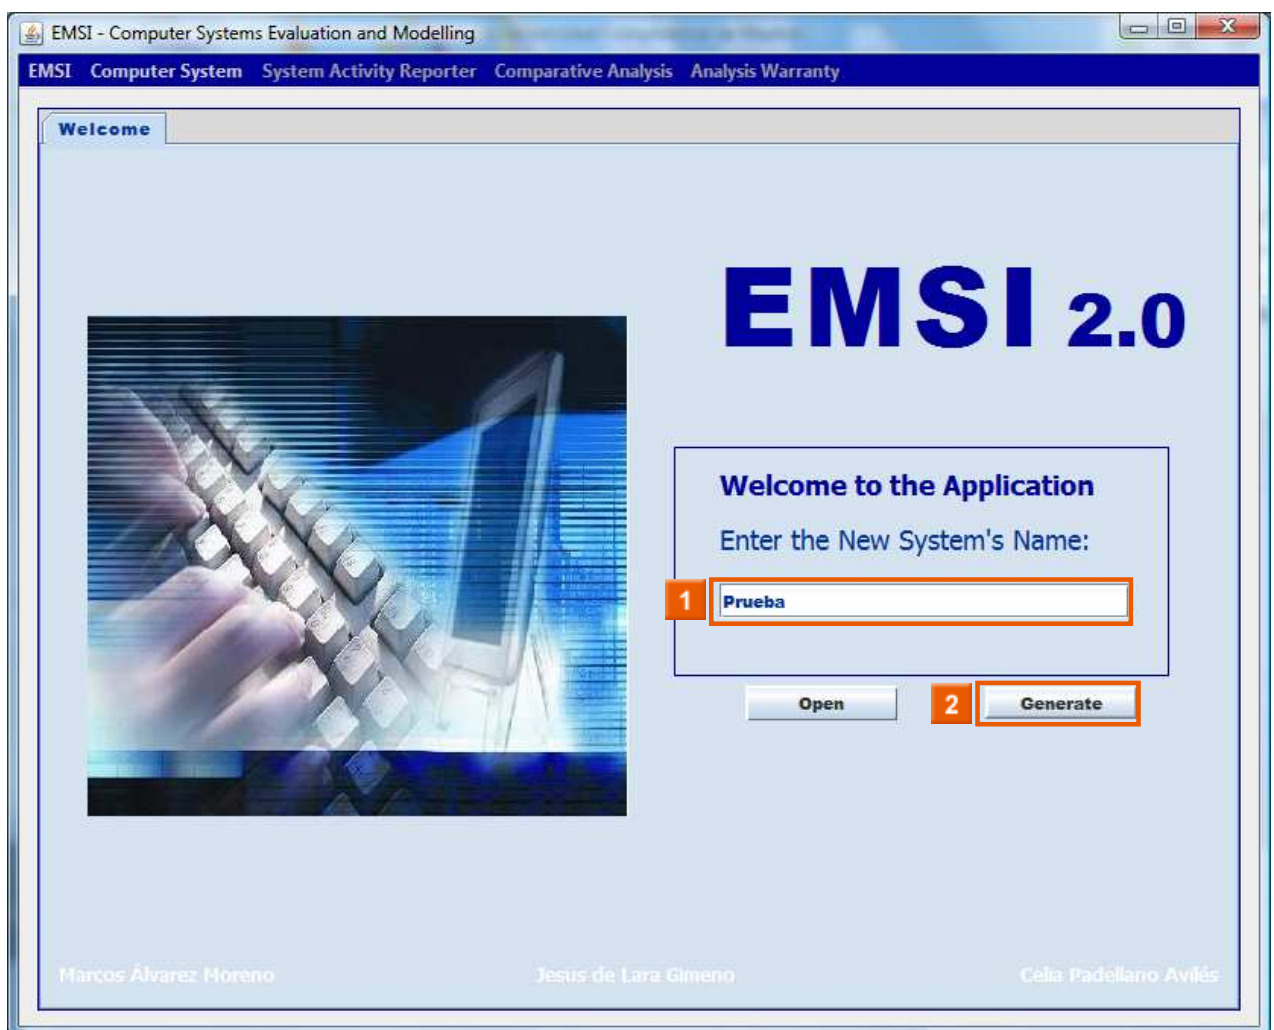 EMSI - Computer Systems Evaluation and Modelling
EMSI Computer System System Activity Reporter Comparative Analysis Analysis Warranty
Welcome
EMSI 2.0
Welcome to the Application
Enter the New System's Name:
1 Prueba
Open 2 Generate
Marcos Álvarez Moreno Jesus de Lara Gimeno Celia Padellano Avilés